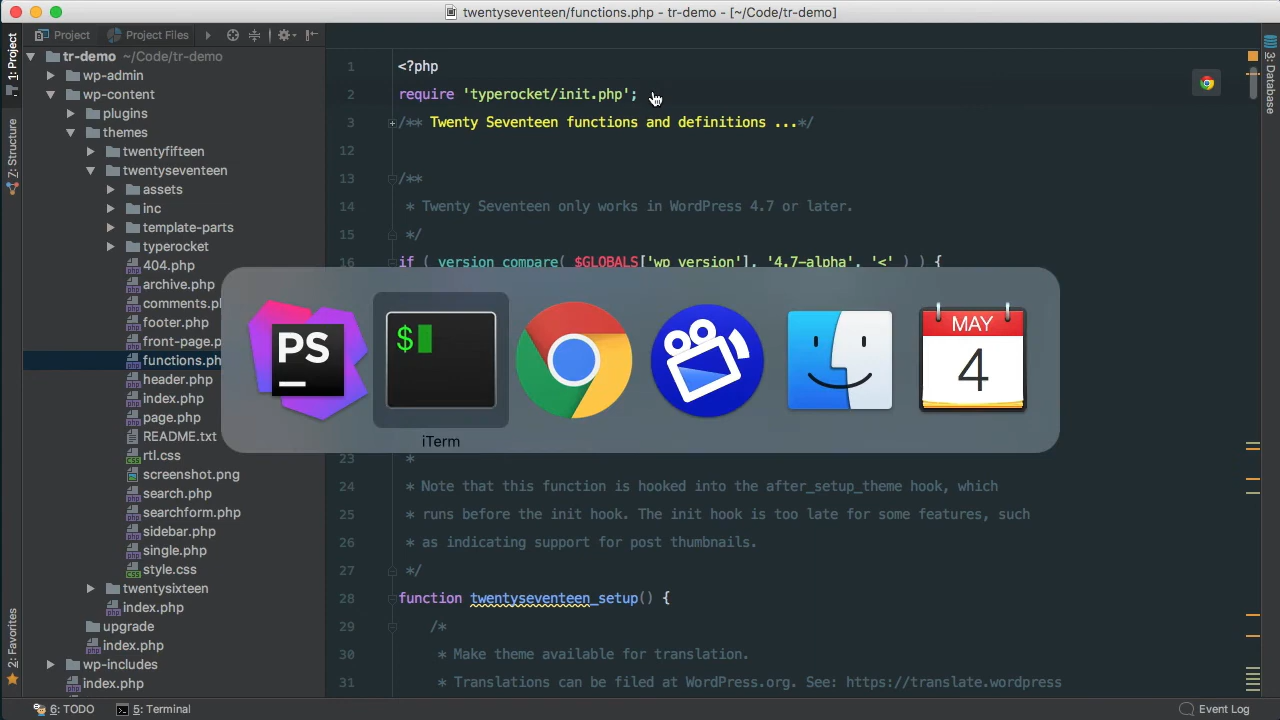 twentyseventeen/functions.php - tr-demo - [~/Code/tr-demo]
1: Project
Z: Structure
2: Favorites
Project
Project Files
tr-demo ~/Code/tr-demo
wp-admin
wp-content
plugins
themes
twentyfifteen
twentyseventeen
assets
inc
template-parts
typerocket
404.php
archive.php
comments.p
footer.php
front-page.p
functions.ph
header.php
index.php
page.php
README.txt
rtl.css
screenshot.png
search.php
searchform.php
sidebar.php
single.php
style.css
twentysixteen
index.php
upgrade
index.php
wp-includes
index.php
1 <?php
2 require 'typerocket/init.php';
3 /** Twenty Seventeen functions and definitions ...*/
12
13 /**
14 * Twenty Seventeen only works in WordPress 4.7 or later.
15 */
16 if ( version_compare( $GLOBALS['wp_version'], '4.7-alpha', '<' ) ) {
PS
$
MAY
4
iTerm
23 *
24 * Note that this function is hooked into the after_setup_theme hook, which
25 * runs before the init hook. The init hook is too late for some features, such
26 * as indicating support for post thumbnails.
27 */
28 function twentyseventeen_setup() {
29 /*
30 * Make theme available for translation.
31 * Translations can be filed at WordPress.org. See: https://translate.wordpress
3: Database
6: TODO
5: Terminal
Event Log